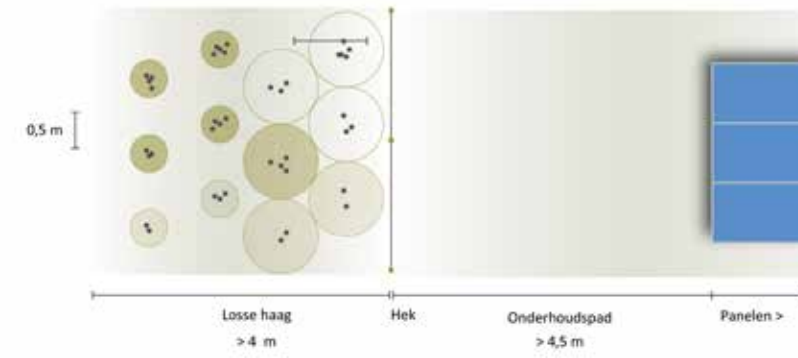 0,5 m
Losse haag
> 4 m
Hek
Onderhoudspad
> 4,5 m
Panelen >